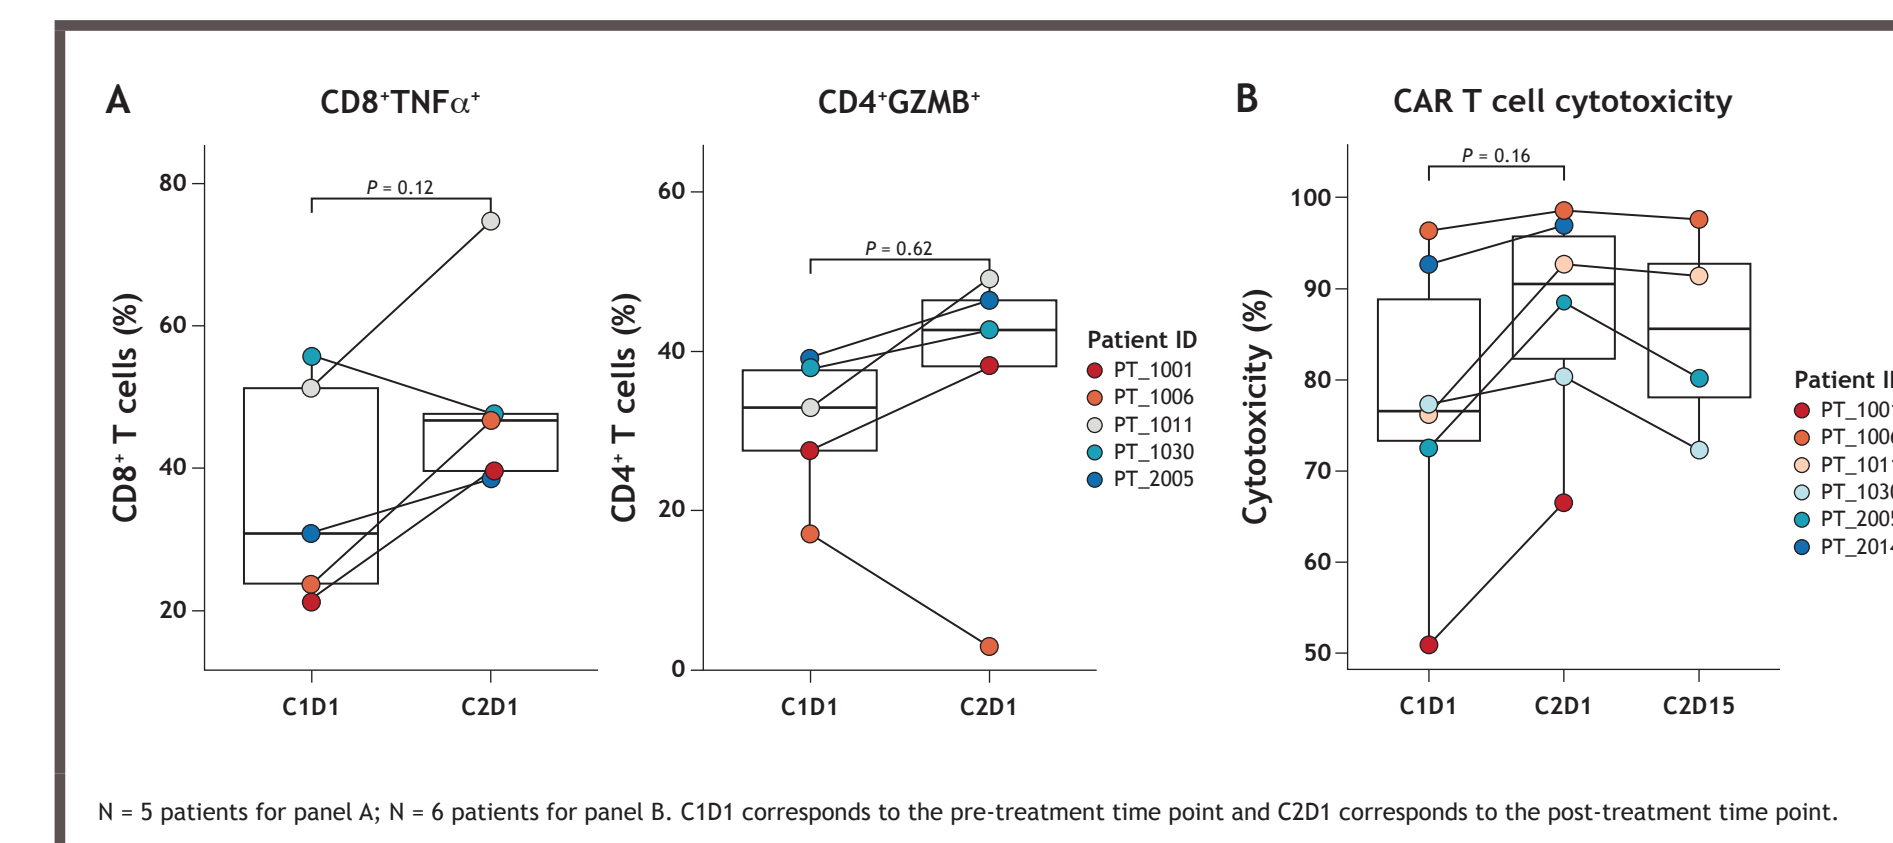 A
CD8⁺TNFα⁺
CD8⁺ T cells (%)
80
60
40
20
P = 0.12
C1D1
C2D1
CD4⁺GZMB⁺
CD4⁺ T cells (%)
60
40
20
0
P = 0.62
C1D1
C2D1
Patient ID
PT_1001
PT_1006
PT_1011
PT_1030
PT_2005
B
CAR T cell cytotoxicity
Cytotoxicity (%)
100
90
80
70
60
50
P = 0.16
C1D1
C2D1
C2D15
Patient
N = 5 patients for panel A; N = 6 patients for panel B. C1D1 corresponds to the pre-treatment time point and C2D1 corresponds to the post-treatment time point.